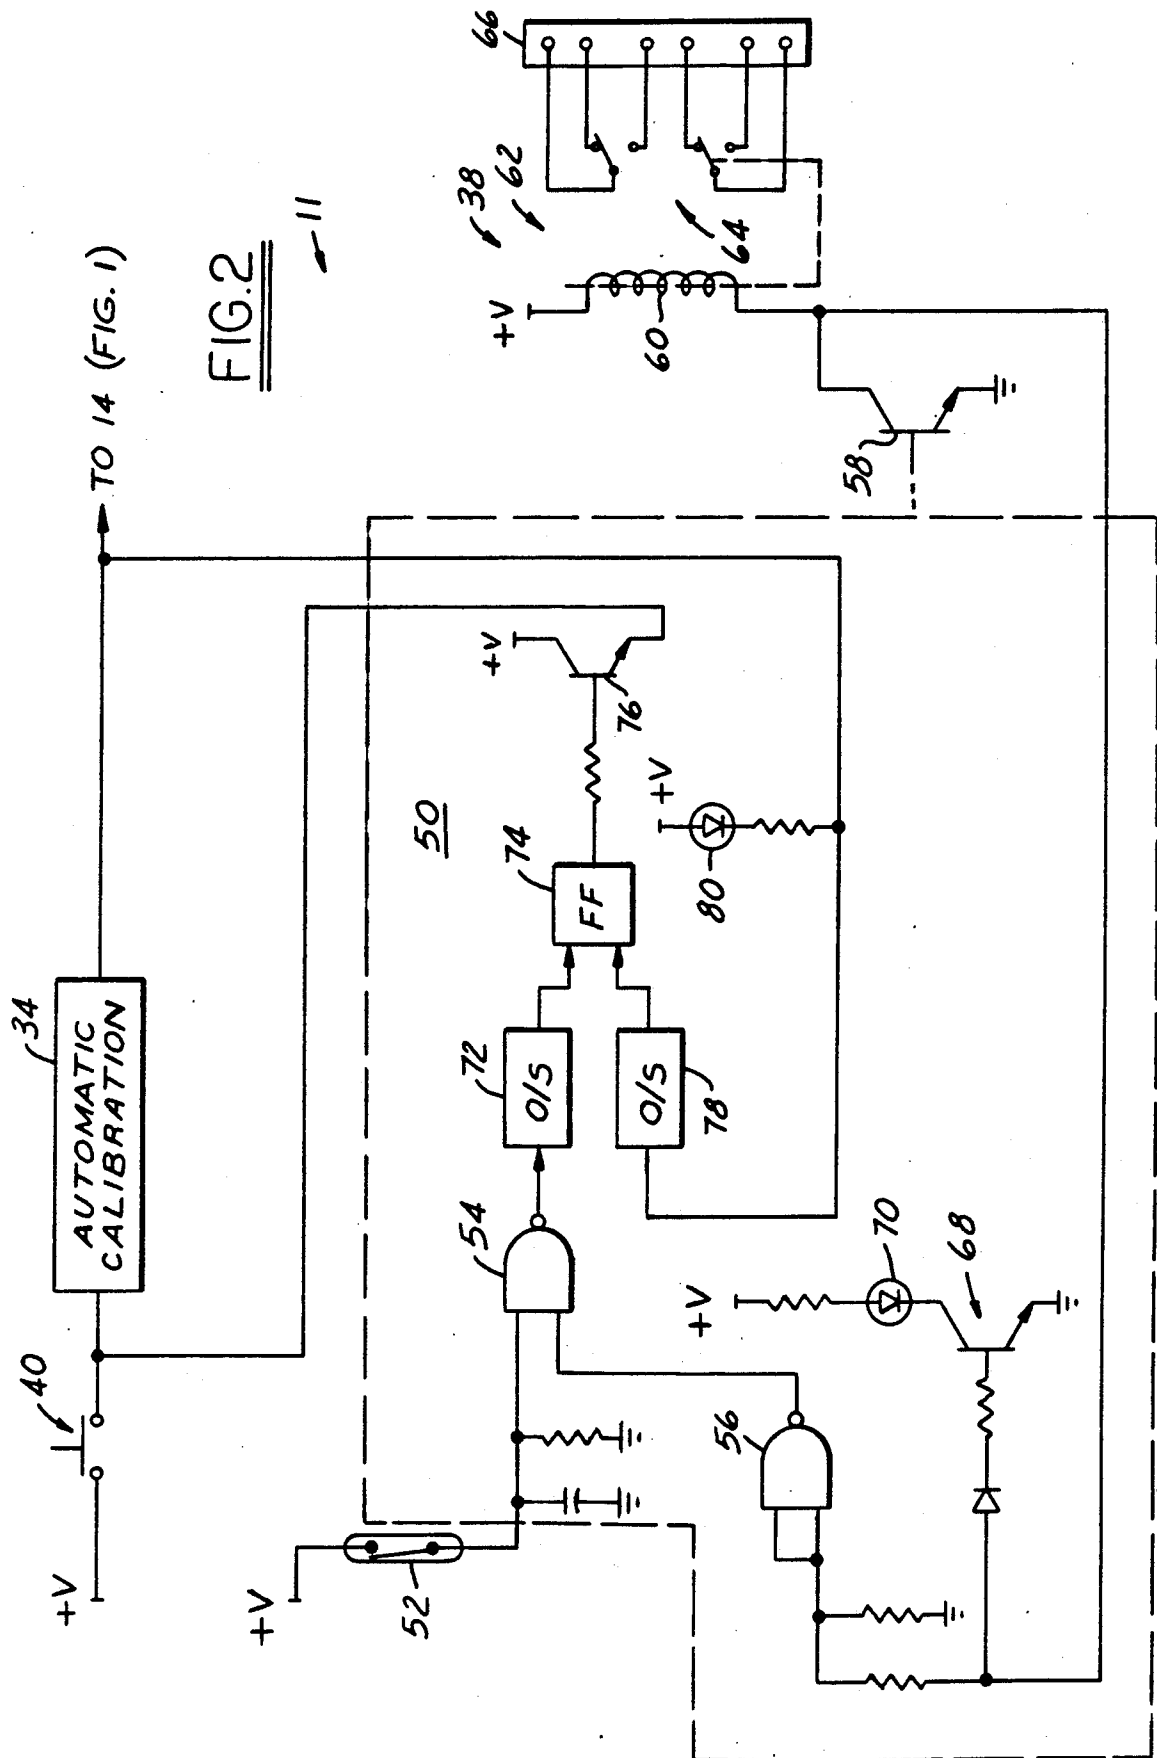 34
AUTOMATIC
CALIBRATION
40
+V
TO 14 (FIG. 1)
FIG.2
11
+V
52
50
54
72
O/S
74
FF
+V
76
O/S
78
+V
80
56
+V
70
68
58
+V
60
38
62
64
66